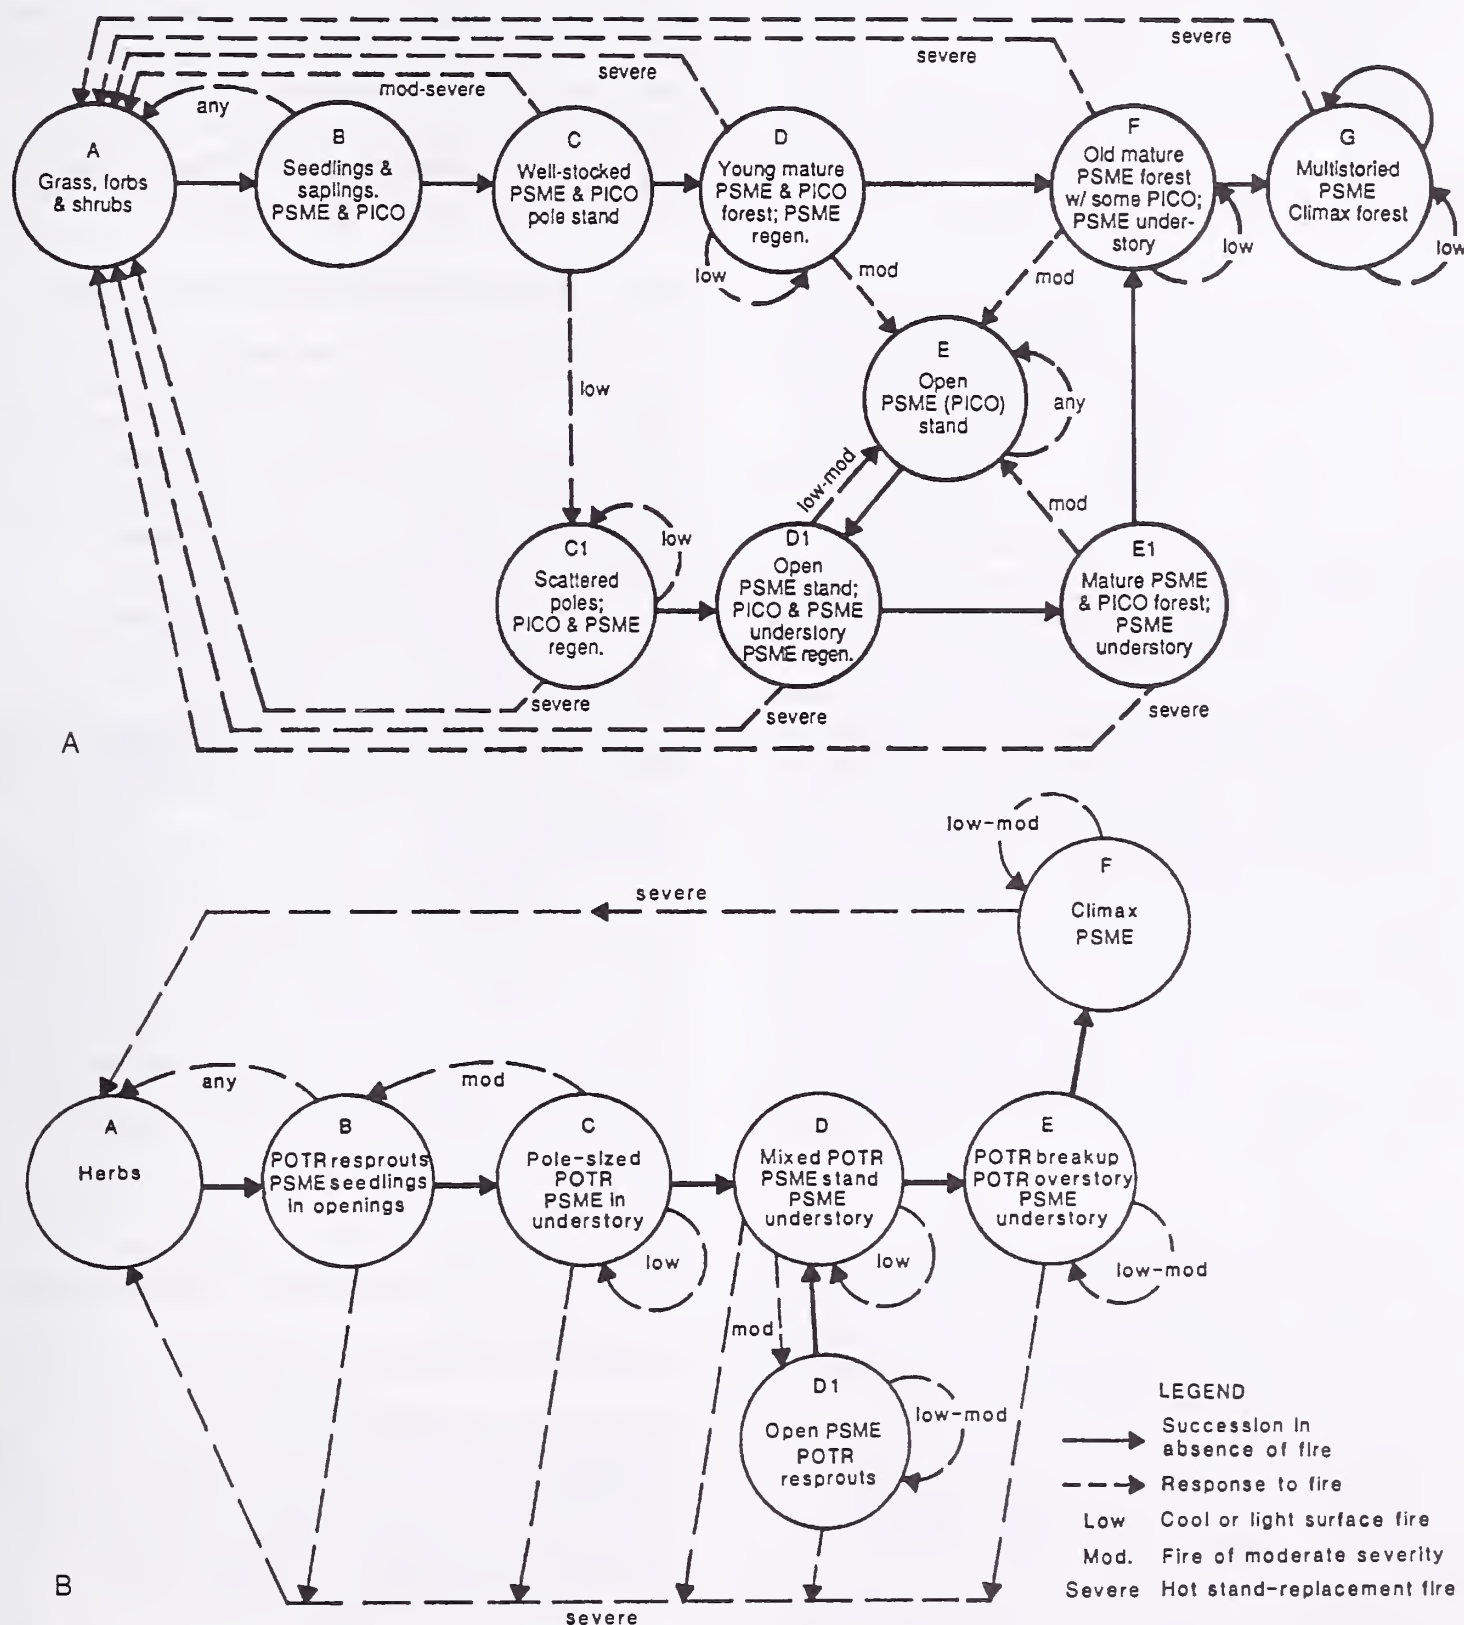 severe
severe
severe
mod-severe
any
A
Grass, forbs
& shrubs
B
Seedlings &
saplings.
PSME & PICO
C
Well-stocked
PSME & PICO
pole stand
D
Young mature
PSME & PICO
forest; PSME
regen.
F
Old mature
PSME forest
w/ some PICO;
PSME under-
story
G
Multistoried
PSME
Climax forest
low
low
low
mod
mod
E
Open
PSME (PICO)
stand
any
low
low-mod
mod
C1
Scattered
poles;
PICO & PSME
regen.
low
D1
Open
PSME stand;
PICO & PSME
understory
PSME regen.
E1
Mature PSME
& PICO forest;
PSME
understory
severe
severe
severe
A
low-mod
F
Climax
PSME
severe
any
mod
A
Herbs
B
POTR resprouts
PSME seedlings
in openings
C
Pole-sized
POTR
PSME in
understory
D
Mixed POTR
PSME stand
PSME
understory
E
POTR breakup
POTR overstory
PSME
understory
low
low
low-mod
mod
D1
Open PSME
POTR
resprouts
low-mod
severe
B
LEGEND
Succession in
absence of fire
Response to fire
Low Cool or light surface fire
Mod. Fire of moderate severity
Severe Hot stand-replacement fire